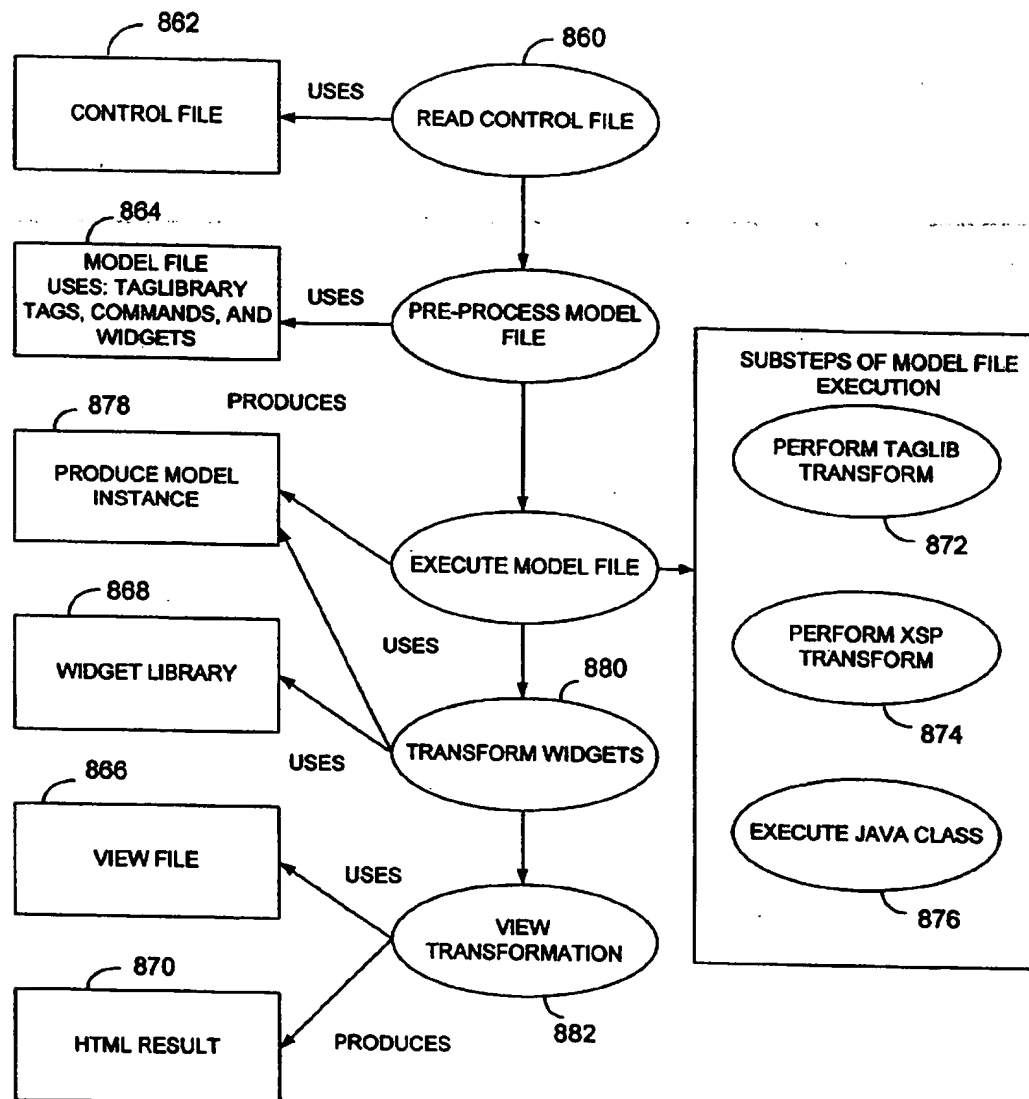 862
860
CONTROL FILE
USES
READ CONTROL FILE
864
MODEL FILE
USES: TAGLIBRARY
TAGS, COMMANDS, AND
WIDGETS
USES
PRE-PROCESS MODEL
FILE
SUBSTEPS OF MODEL FILE
EXECUTION
878
PRODUCES
PRODUCE MODEL
INSTANCE
PERFORM TAGLIB
TRANSFORM
872
EXECUTE MODEL FILE
868
WIDGET LIBRARY
USES
880
PERFORM XSP
TRANSFORM
874
TRANSFORM WIDGETS
USES
866
VIEW FILE
USES
EXECUTE JAVA CLASS
876
VIEW
TRANSFORMATION
882
870
HTML RESULT
PRODUCES